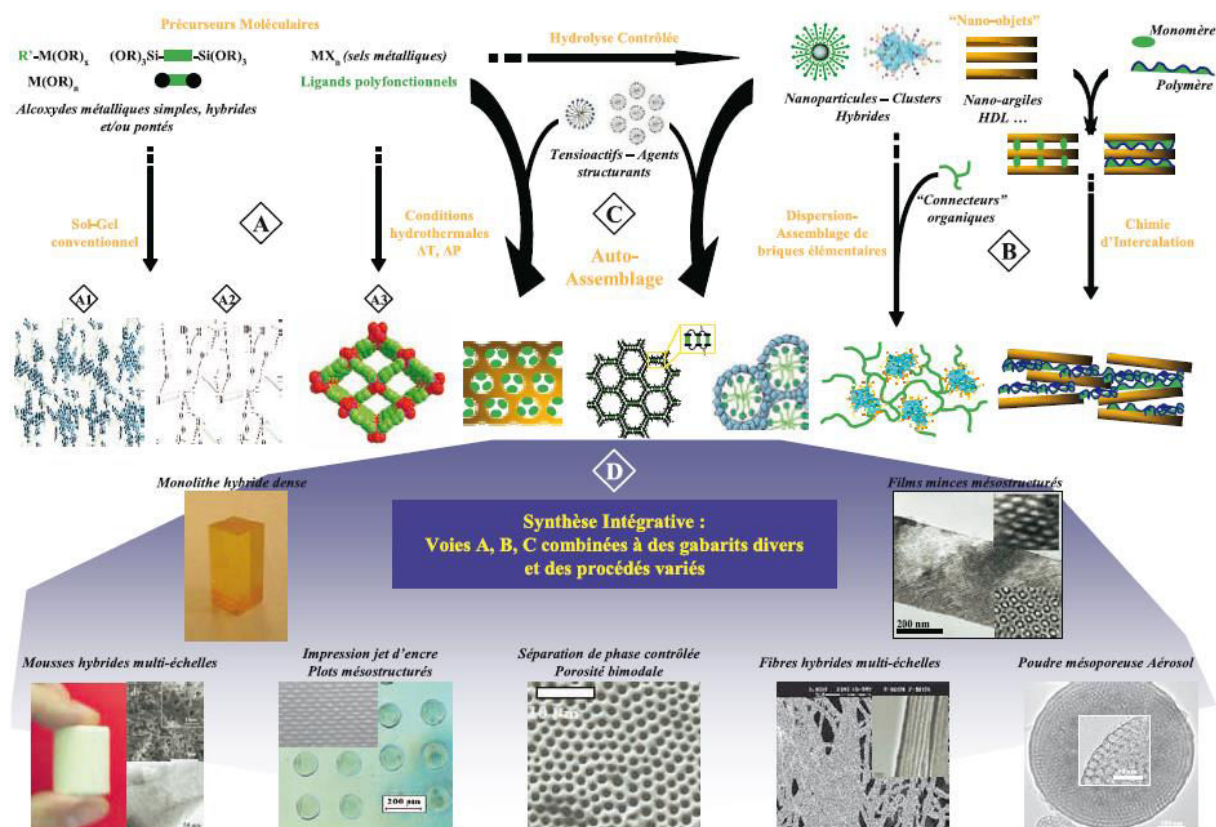 Précurseurs Moléculaires
R'-M(OR)x (OR)3Si- -Si(OR)3
M(OR)n
Alcoxydes métalliques simples, hybrides
et/ou pontés
MXn (sels métalliques)
Ligands polyfonctionnels
Hydrolyse Contrôlée
Tensioactifs – Agents
structurants
Nanoparticules – Clusters
Hybrides
“Nano-objets”
Nano-argiles
HDL …
Monomère
Polymère
Sol-Gel
conventionnel
A
Conditions
hydrothermales
ΔT, ΔP
C
Auto-
Assemblage
Dispersion-
Assemblage de
briques élémentaires
“Connecteurs”
organiques
B
Chimie
d'Intercalation
A1
A2
A3
D
Synthèse Intégrative :
Voies A, B, C combinées à des gabarits divers
et des procédés variés
Monolithe hybride dense
Films minces mésostructurés
200 nm
Mousses hybrides multi-échelles
Impression jet d'encre
Plots mésostructurés
200 µm
Séparation de phase contrôlée
Porosité bimodale
10 µm
Fibres hybrides multi-échelles
Poudre mésoporeuse Aérosol